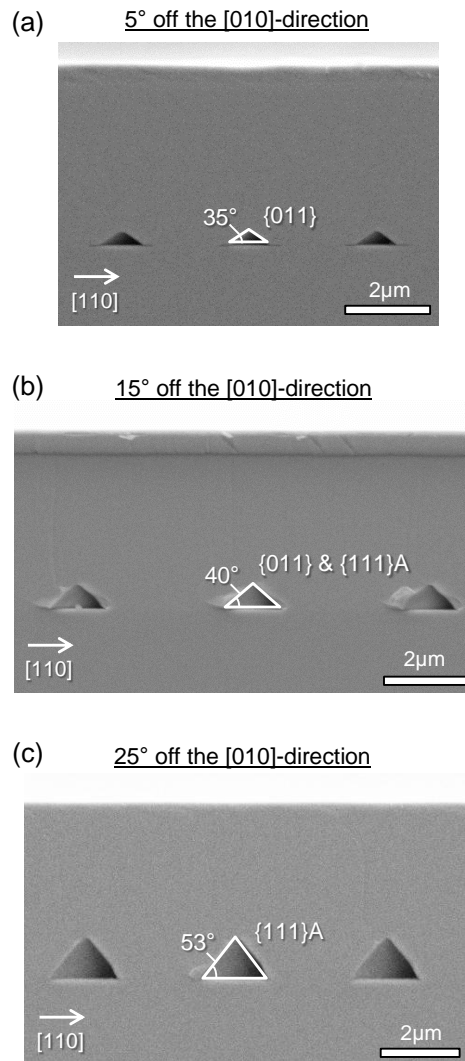 (a)
5° off the [010]-direction
35°
{011}
[110]
2µm
(b)
15° off the [010]-direction
{011} & {111}A
40°
[110]
2µm
(c)
25° off the [010]-direction
53°
{111}A
[110]
2µm